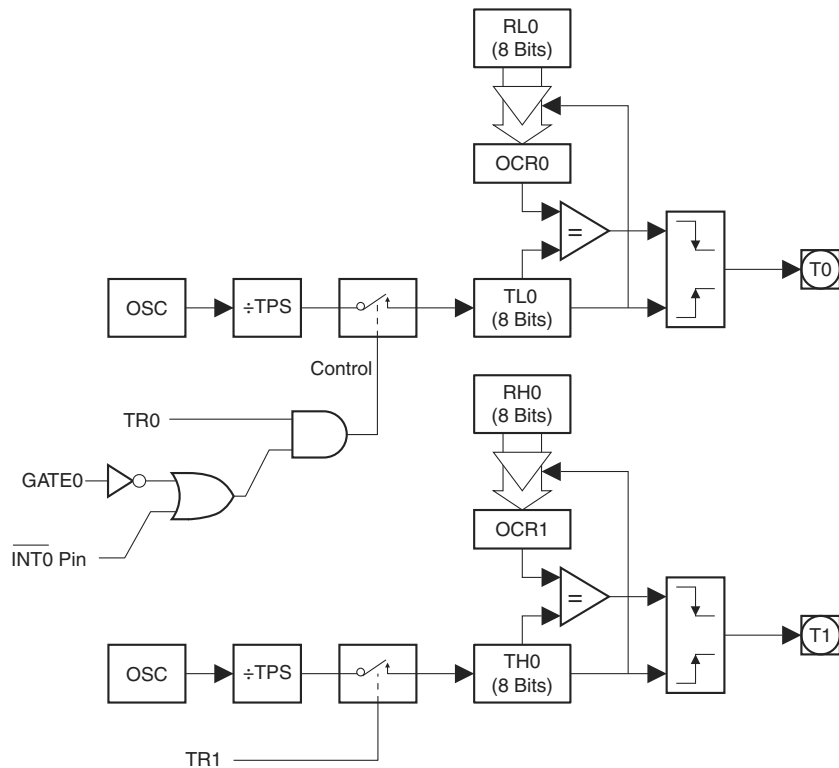 RL0
(8 Bits)
OCR0
=
T0
OSC
÷TPS
TL0
(8 Bits)
Control
TR0
GATE0
INT0 Pin
RH0
(8 Bits)
OCR1
=
T1
OSC
÷TPS
TH0
(8 Bits)
TR1